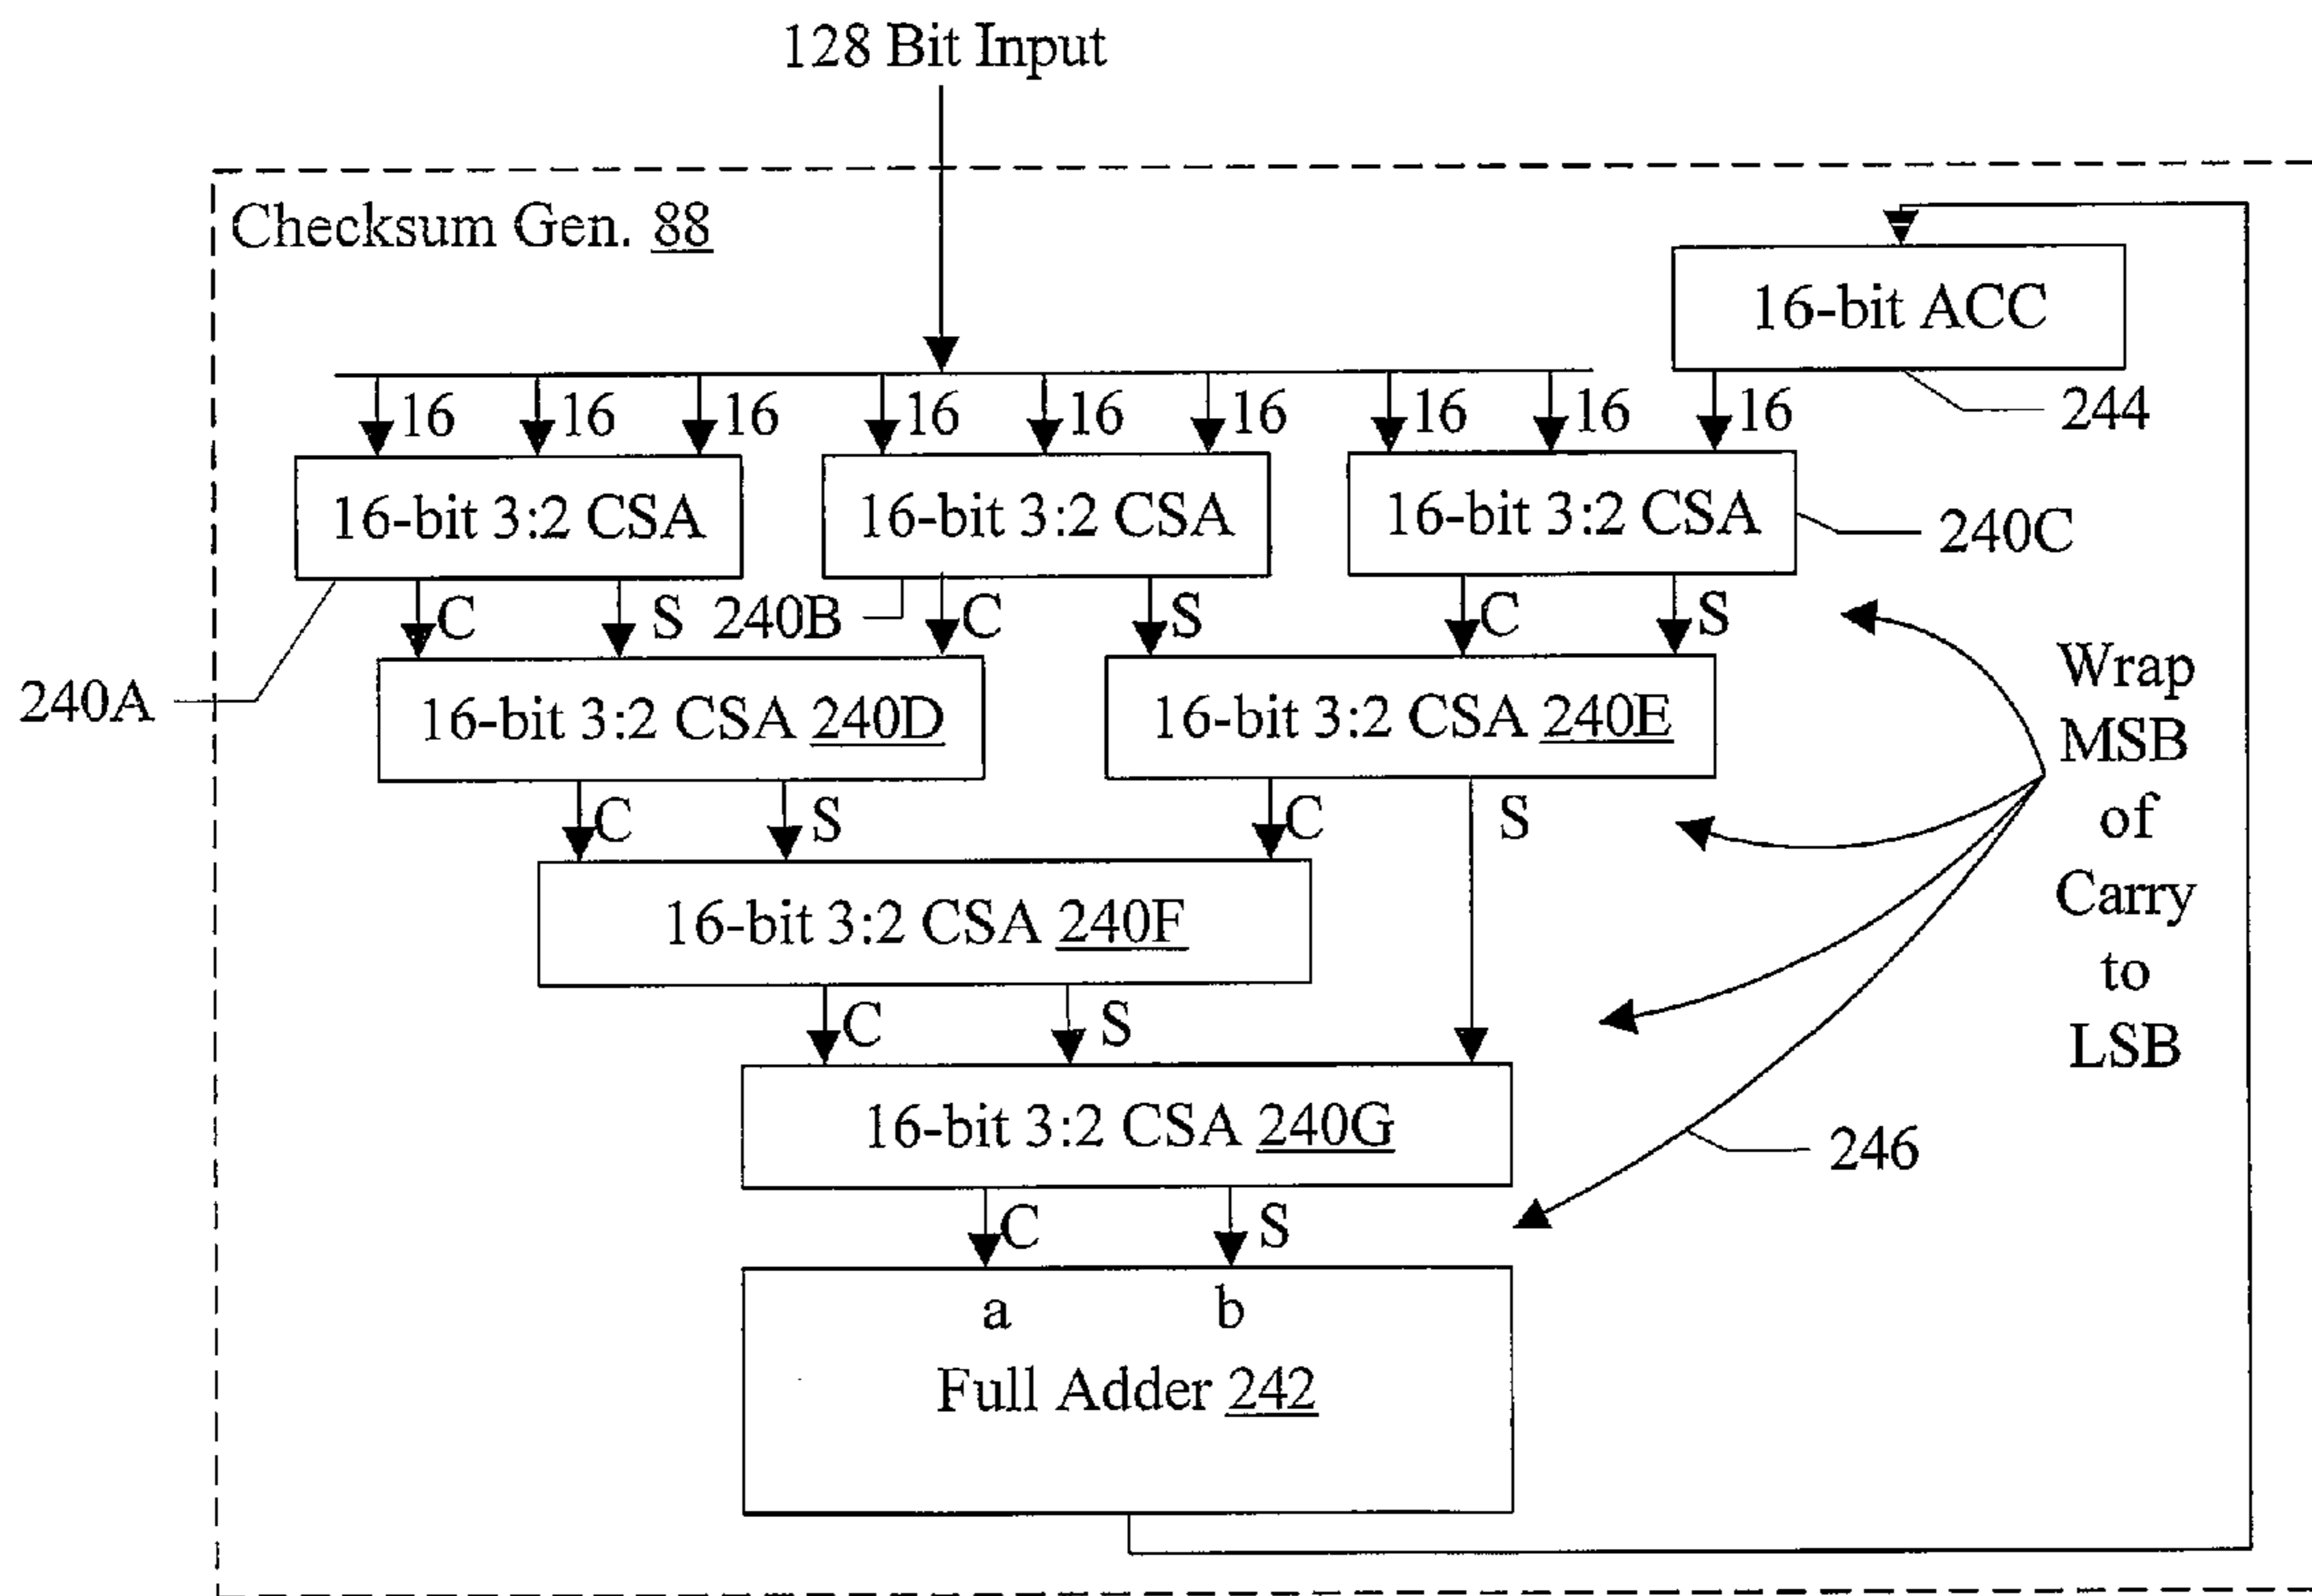 128 Bit Input
Checksum Gen. 88
16-bit ACC
16 16 16 16 16 16 16 16 16
244
16-bit 3:2 CSA
16-bit 3:2 CSA
16-bit 3:2 CSA
240C
C S 240B C S C S
240A
16-bit 3:2 CSA 240D
16-bit 3:2 CSA 240E
Wrap
MSB
of
Carry
to
LSB
C S C S
16-bit 3:2 CSA 240F
C S
16-bit 3:2 CSA 240G
246
C S
a b
Full Adder 242